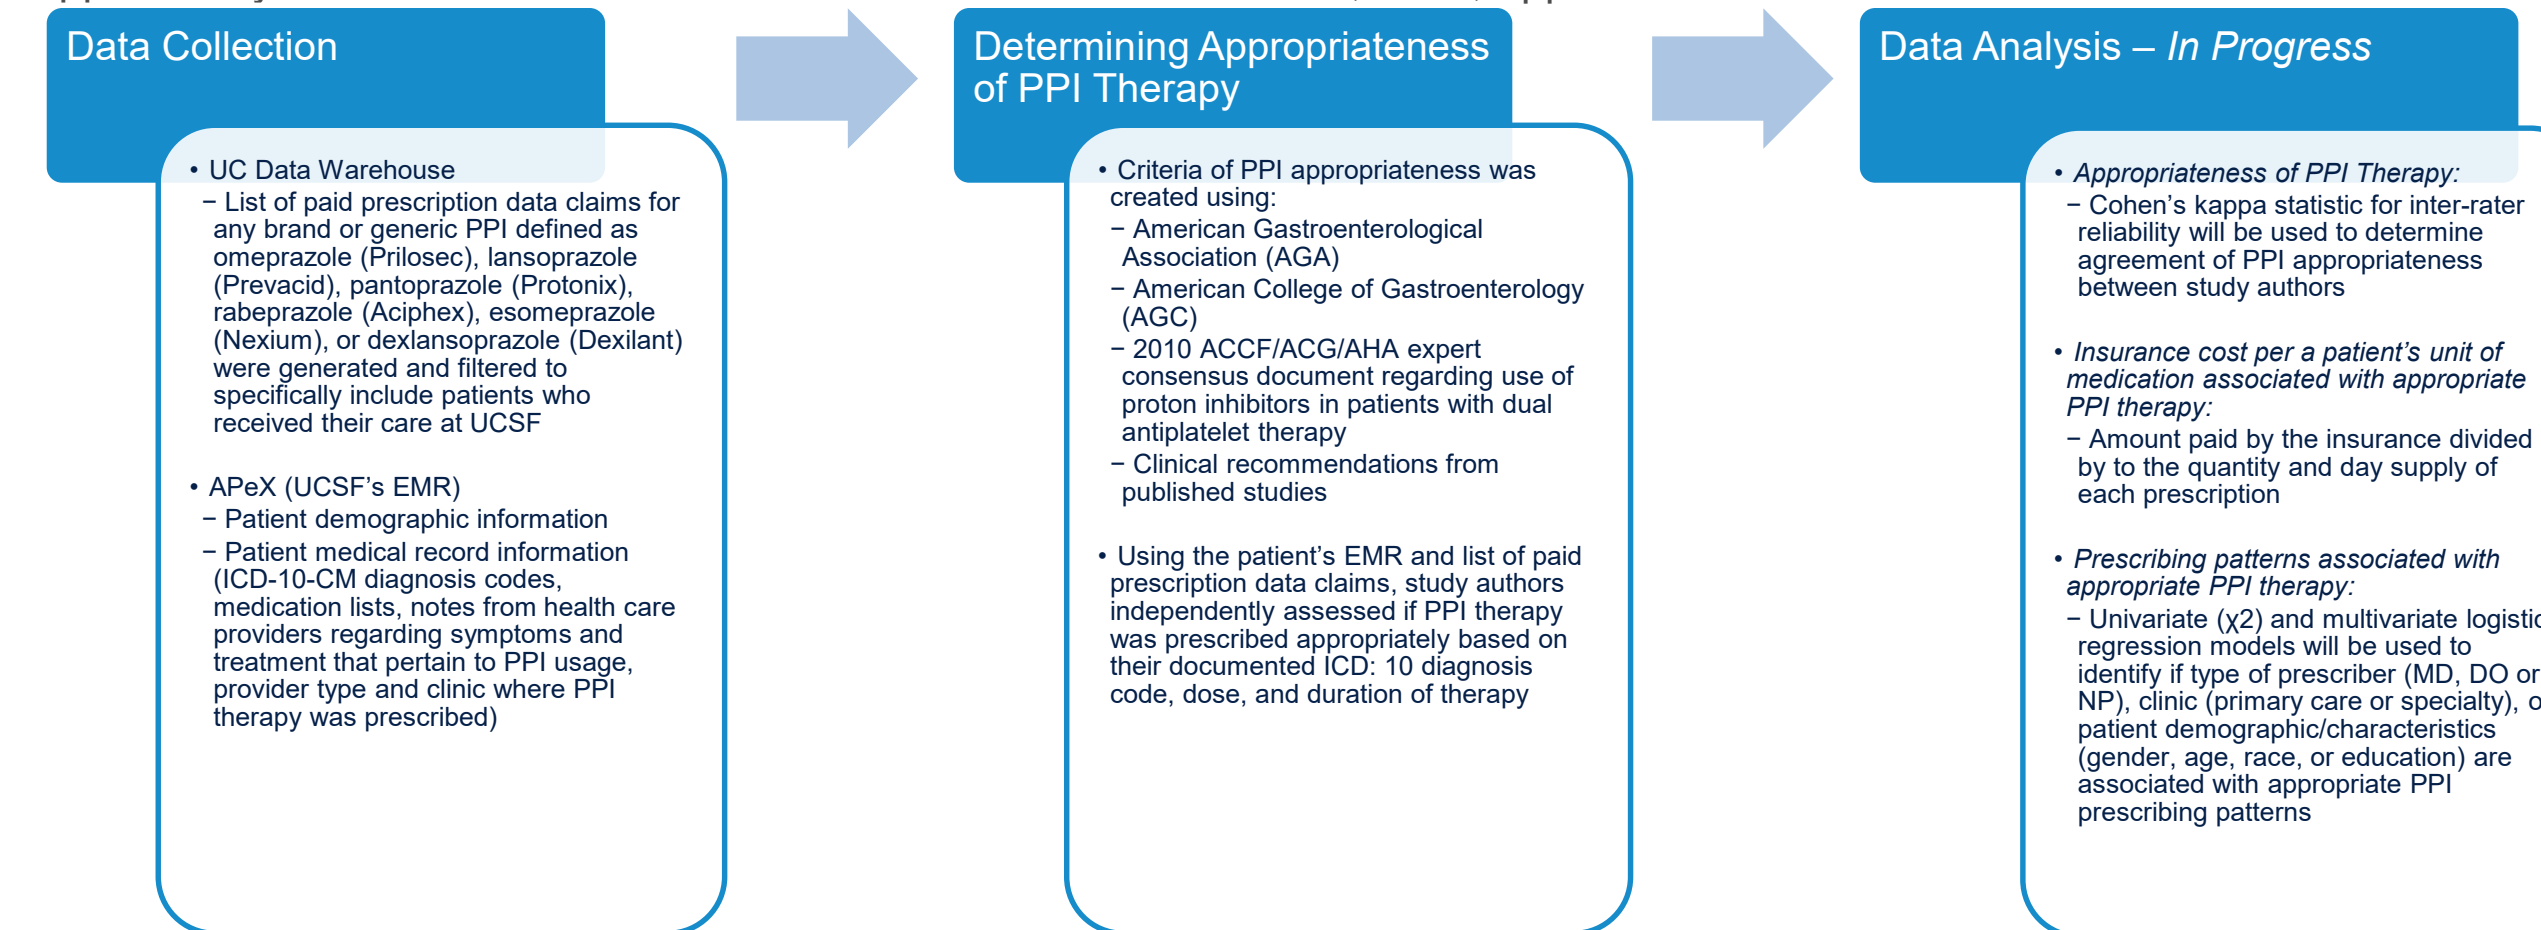 Data Collection
• UC Data Warehouse
− List of paid prescription data claims for
any brand or generic PPI defined as
omeprazole (Prilosec), lansoprazole
(Prevacid), pantoprazole (Protonix),
rabeprazole (Aciphex), esomeprazole
(Nexium), or dexlansoprazole (Dexilant)
were generated and filtered to
specifically include patients who
received their care at UCSF
• APeX (UCSF’s EMR)
− Patient demographic information
− Patient medical record information
(ICD-10-CM diagnosis codes,
medication lists, notes from health care
providers regarding symptoms and
treatment that pertain to PPI usage,
provider type and clinic where PPI
therapy was prescribed)
Determining Appropriateness
of PPI Therapy
• Criteria of PPI appropriateness was
created using:
− American Gastroenterological
Association (AGA)
− American College of Gastroenterology
(AGC)
− 2010 ACCF/ACG/AHA expert
consensus document regarding use of
proton inhibitors in patients with dual
antiplatelet therapy
− Clinical recommendations from
published studies
• Using the patient’s EMR and list of paid
prescription data claims, study authors
independently assessed if PPI therapy
was prescribed appropriately based on
their documented ICD: 10 diagnosis
code, dose, and duration of therapy
Data Analysis – In Progress
• Appropriateness of PPI Therapy:
− Cohen’s kappa statistic for inter-rater
reliability will be used to determine
agreement of PPI appropriateness
between study authors
• Insurance cost per a patient’s unit of
medication associated with appropriate
PPI therapy:
− Amount paid by the insurance divided
by to the quantity and day supply of
each prescription
• Prescribing patterns associated with
appropriate PPI therapy:
− Univariate (χ2) and multivariate logistic
regression models will be used to
identify if type of prescriber (MD, DO or
NP), clinic (primary care or specialty),
patient demographic/characteristics
(gender, age, race, or education) are
associated with appropriate PPI
prescribing patterns